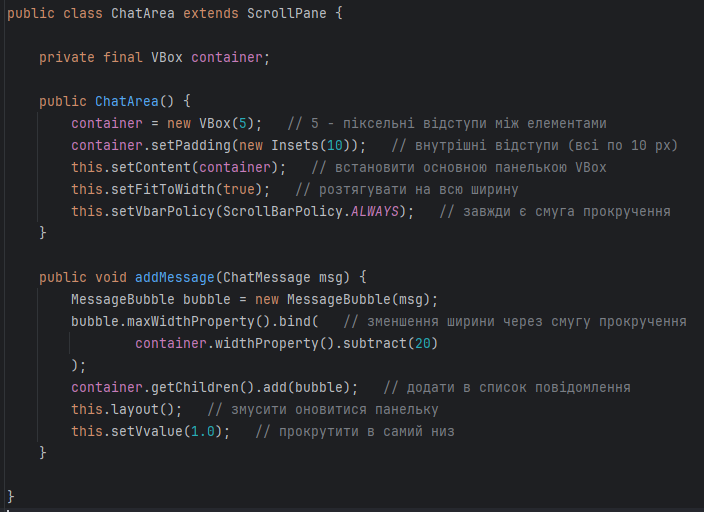 public class ChatArea extends ScrollPane {
private final VBox container;
public ChatArea() {
container = new VBox(5);   // 5 - піксельні відступи між елементами
container.setPadding(new Insets(10));   // внутрішні відступи (всі по 10 px)
this.setContent(container);   // встановити основною панелькою VBox
this.setFitToWidth(true);   // розтягувати на всю ширину
this.setVbarPolicy(ScrollBarPolicy.ALWAYS);   // завжди є смуга прокручення
}
public void addMessage(ChatMessage msg) {
MessageBubble bubble = new MessageBubble(msg);
bubble.maxWidthProperty().bind(   // зменшення ширини через смугу прокручення
container.widthProperty().subtract(20)
);
container.getChildren().add(bubble);   // додати в список повідомлення
this.layout();   // змусити оновитися панельку
this.setVvalue(1.0);   // прокрутити в самий низ
}
}